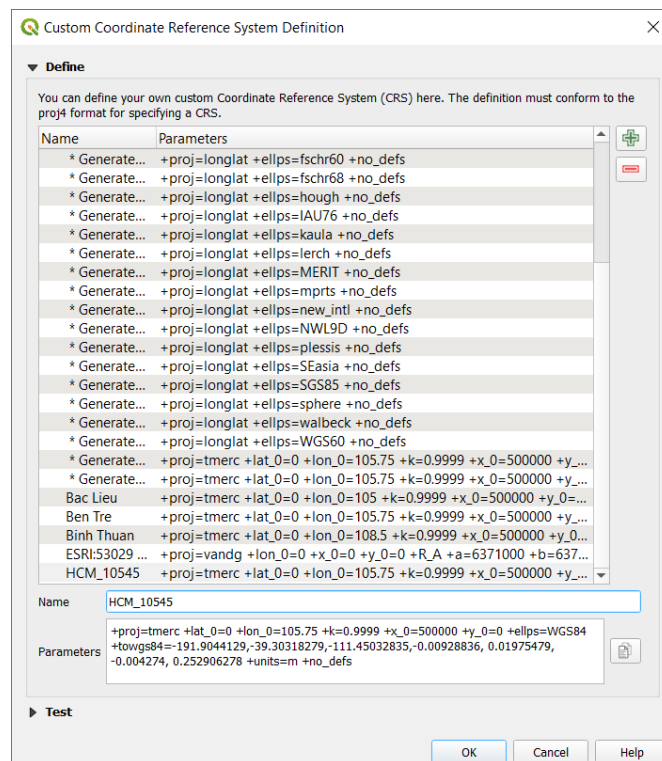 Custom Coordinate Reference System Definition
Define
You can define your own custom Coordinate Reference System (CRS) here. The definition must conform to the
proj4 format for specifying a CRS.
Name Parameters
* Generate... +proj=longlat +ellps=fschr60 +no_defs
* Generate... +proj=longlat +ellps=fschr68 +no_defs
* Generate... +proj=longlat +ellps=hough +no_defs
* Generate... +proj=longlat +ellps=IAU76 +no_defs
* Generate... +proj=longlat +ellps=kaula +no_defs
* Generate... +proj=longlat +ellps=lerch +no_defs
* Generate... +proj=longlat +ellps=MERIT +no_defs
* Generate... +proj=longlat +ellps=mprts +no_defs
* Generate... +proj=longlat +ellps=new_intl +no_defs
* Generate... +proj=longlat +ellps=NWL9D +no_defs
* Generate... +proj=longlat +ellps=plessis +no_defs
* Generate... +proj=longlat +ellps=SEasia +no_defs
* Generate... +proj=longlat +ellps=SGS85 +no_defs
* Generate... +proj=longlat +ellps=sphere +no_defs
* Generate... +proj=longlat +ellps=walbeck +no_defs
* Generate... +proj=longlat +ellps=WGS60 +no_defs
* Generate... +proj=tmerc +lat_0=0 +lon_0=105.75 +k=0.9999 +x_0=500000 +y_...
* Generate... +proj=tmerc +lat_0=0 +lon_0=105.75 +k=0.9999 +x_0=500000 +y_...
Bac Lieu +proj=tmerc +lat_0=0 +lon_0=105 +k=0.9999 +x_0=500000 +y_0=...
Ben Tre +proj=tmerc +lat_0=0 +lon_0=105.75 +k=0.9999 +x_0=500000 +y_...
Binh Thuan +proj=tmerc +lat_0=0 +lon_0=108.5 +k=0.9999 +x_0=500000 +y_0...
ESRI:53029 ... +proj=vandg +lon_0=0 +x_0=0 +y_0=0 +R_A +a=6371000 +b=637...
HCM_10545 +proj=tmerc +lat_0=0 +lon_0=105.75 +k=0.9999 +x_0=500000 +y_...
Name HCM_10545
Parameters
+proj=tmerc +lat_0=0 +lon_0=105.75 +k=0.9999 +x_0=500000 +y_0=0 +ellps=WGS84
+towgs84=-191.9044129,-39.30318279,-111.45032835,-0.00928836, 0.01975479,
-0.004274, 0.252906278 +units=m +no_defs
Test
OK Cancel Help